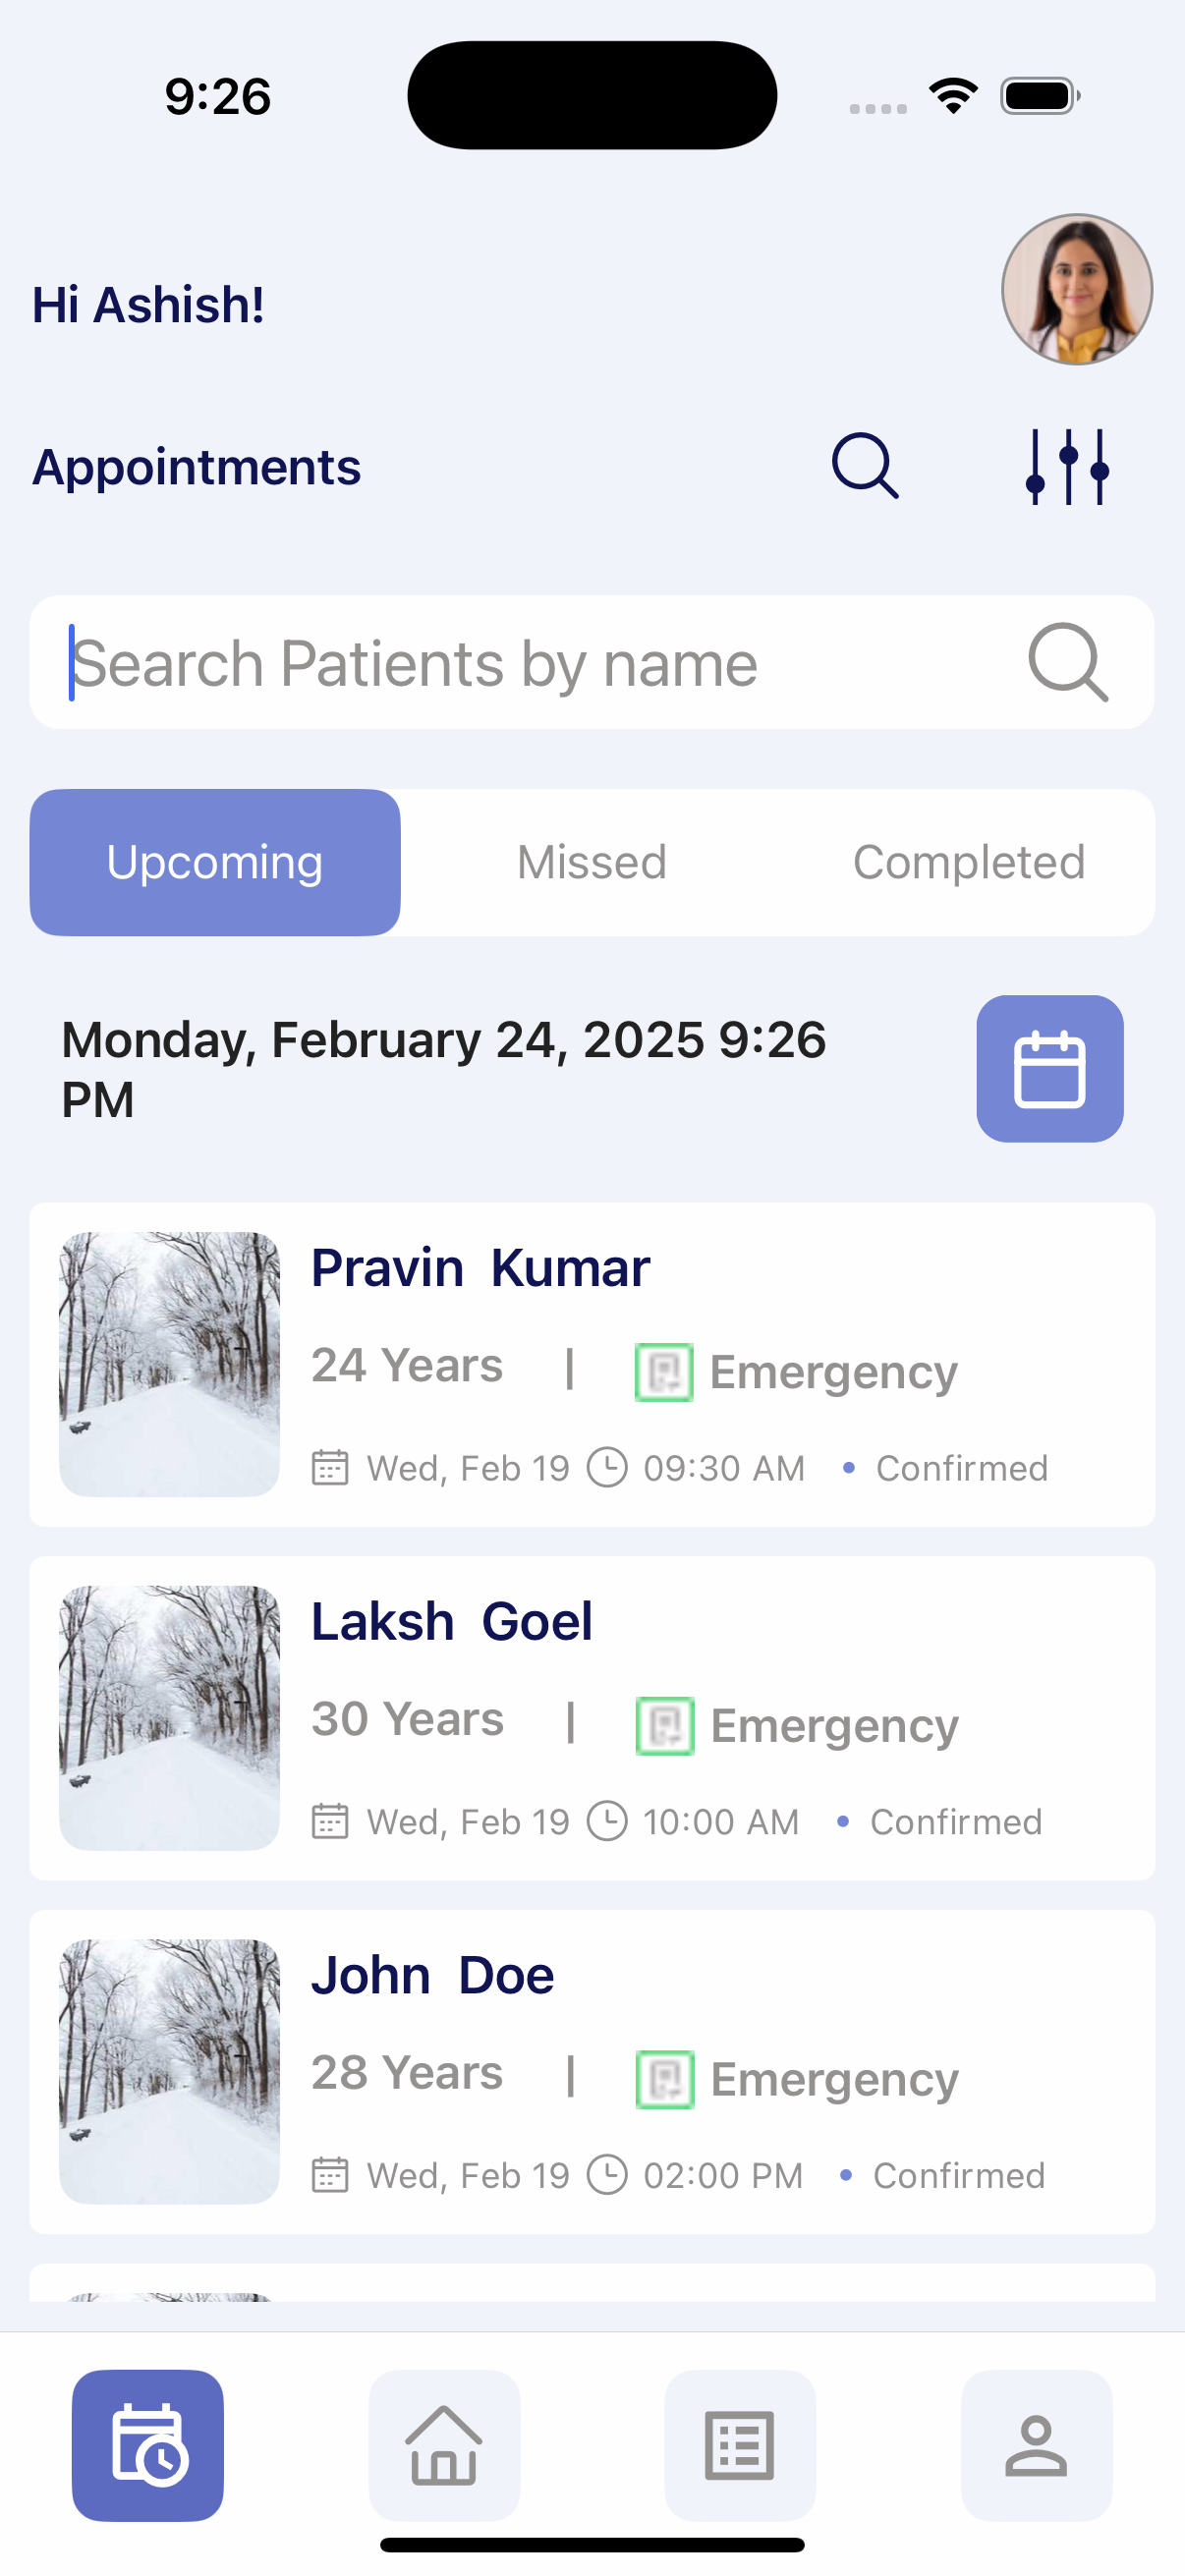 9:26
Hi Ashish!
Appointments
Search Patients by name
Upcoming Missed Completed
Monday, February 24, 2025 9:26
PM
Pravin Kumar
24 Years | Emergency
Wed, Feb 19 09:30 AM • Confirmed
Laksh Goel
30 Years | Emergency
Wed, Feb 19 10:00 AM • Confirmed
John Doe
28 Years | Emergency
Wed, Feb 19 02:00 PM • Confirmed